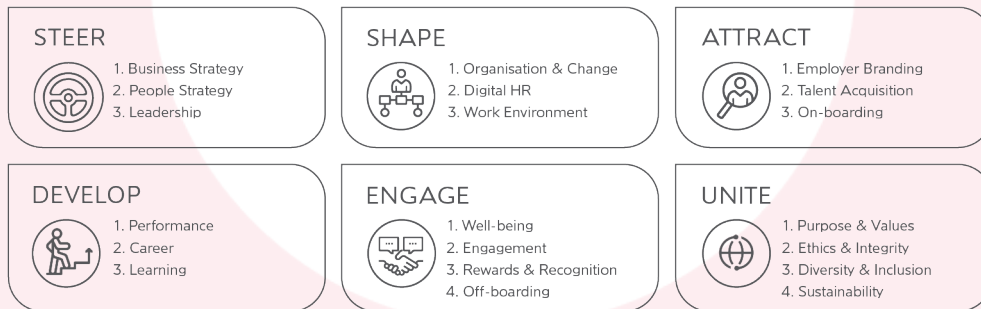 STEER
1. Business Strategy
2. People Strategy
3. Leadership
SHAPE
1. Organisation & Change
2. Digital HR
3. Work Environment
ATTRACT
1. Employer Branding
2. Talent Acquisition
3. On-boarding
DEVELOP
1. Performance
2. Career
3. Learning
ENGAGE
1. Well-being
2. Engagement
3. Rewards & Recognition
4. Off-boarding
UNITE
1. Purpose & Values
2. Ethics & Integrity
3. Diversity & Inclusion
4. Sustainability